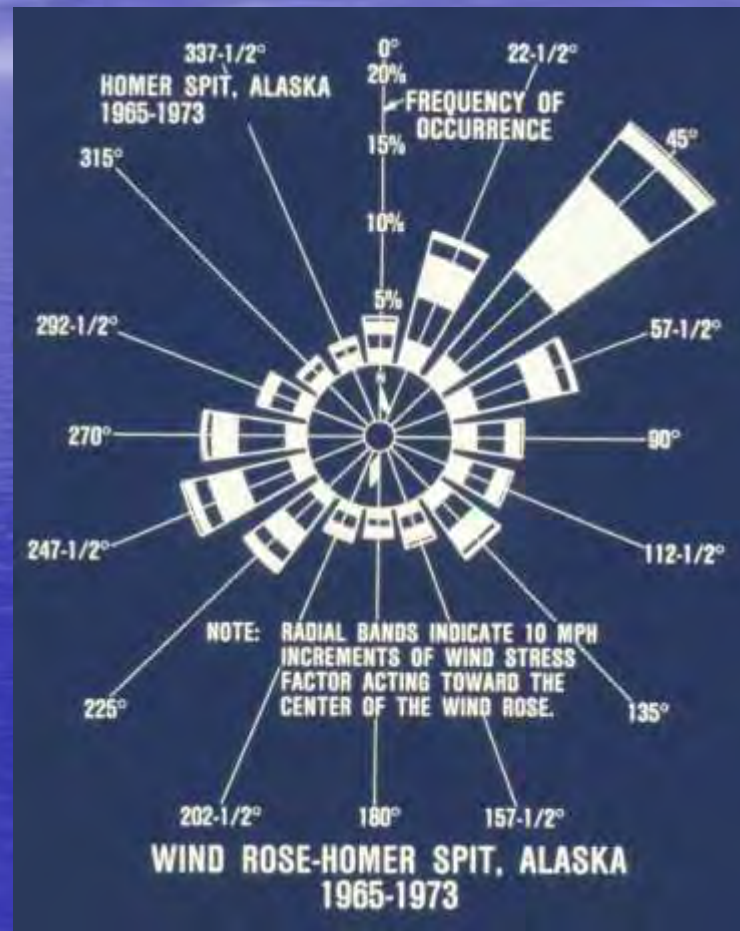 337-1/2°
0°
22-1/2°
20%
HOMER SPIT, ALASKA
1965-1973
FREQUENCY OF
OCCURRENCE
45°
15%
315°
10%
5%
292-1/2°
57-1/2°
N
270°
90°
247-1/2°
112-1/2°
NOTE: RADIAL BANDS INDICATE 10 MPH
INCREMENTS OF WIND STRESS
FACTOR ACTING TOWARD THE
CENTER OF THE WIND ROSE.
225°
135°
202-1/2°
180°
157-1/2°
WIND ROSE-HOMER SPIT, ALASKA
1965-1973